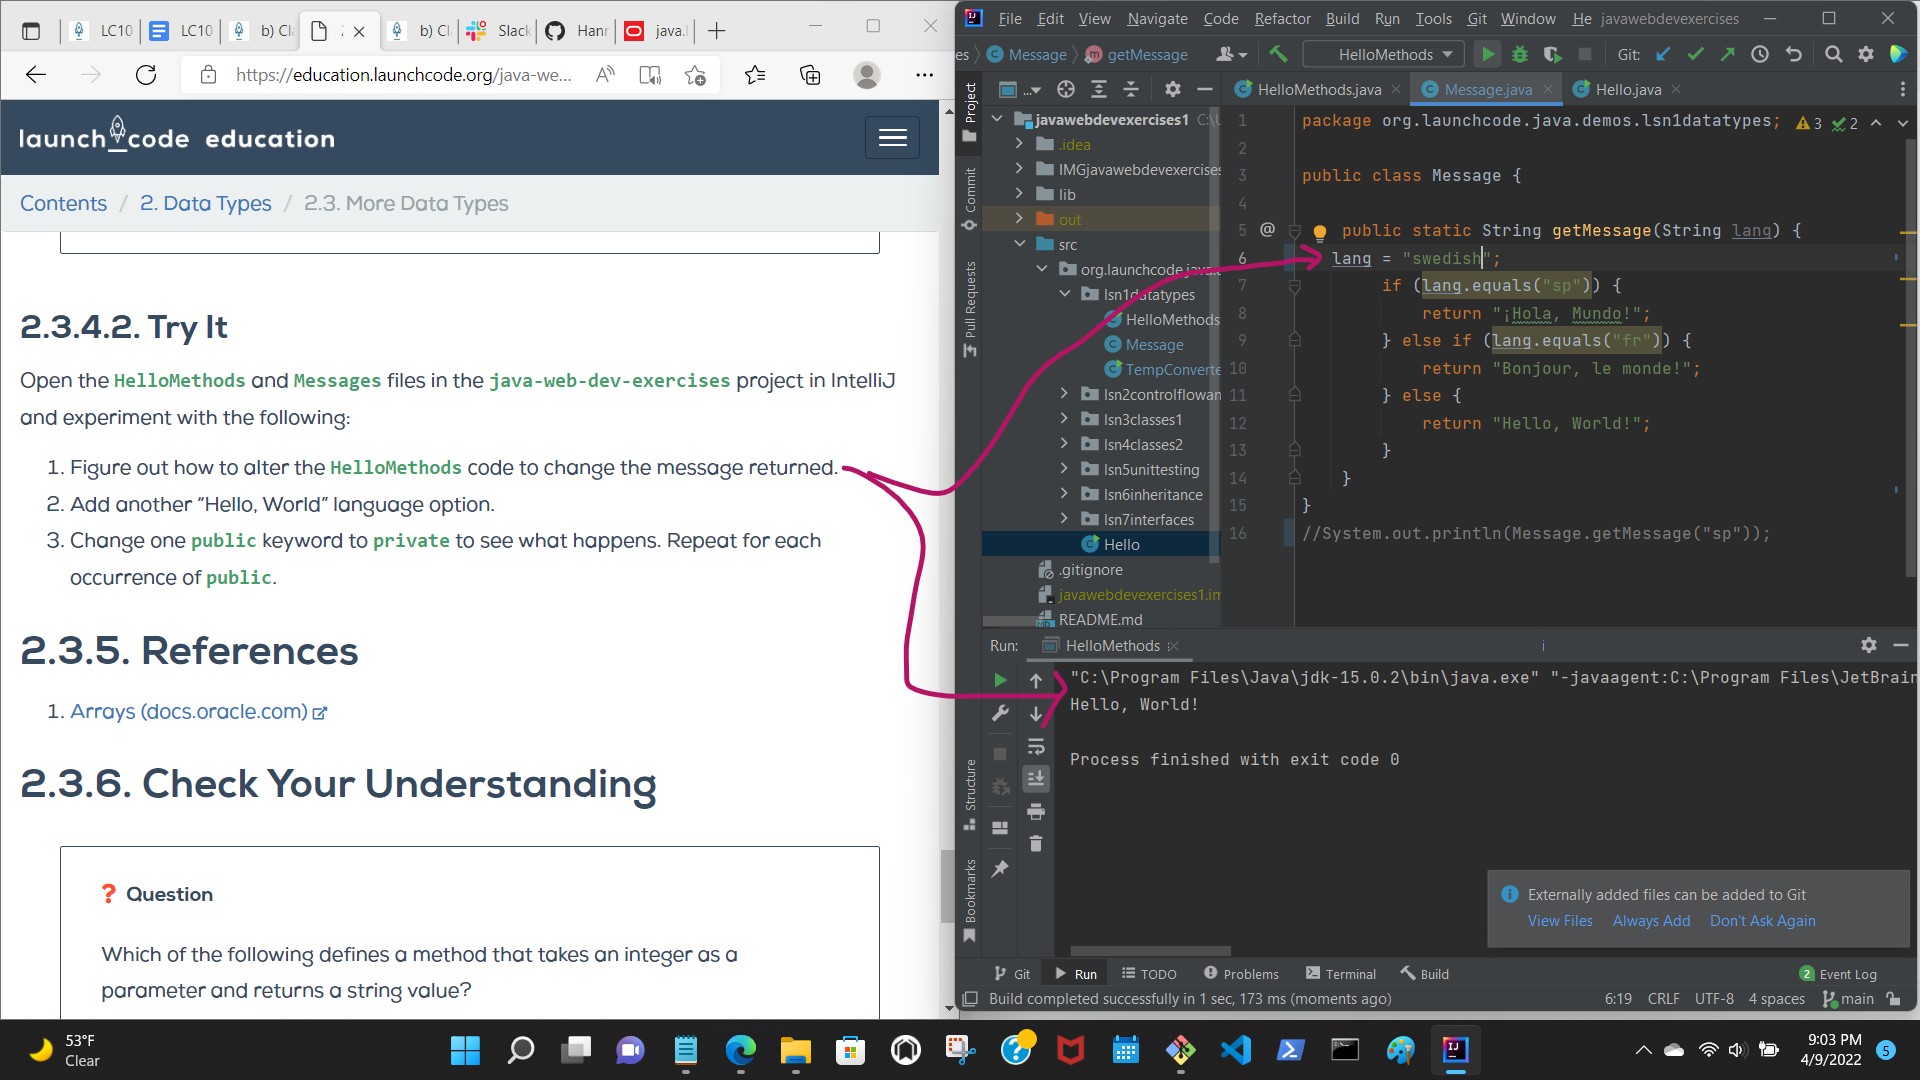 LC10
LC10
b) Cl
b) Cl
Slack
Hanr
java.l
https://education.launchcode.org/java-we...
launch_code education
Contents / 2. Data Types / 2.3. More Data Types
2.3.4.2. Try It
Open the HelloMethods and Messages files in the java-web-dev-exercises project in IntelliJ
and experiment with the following:
1. Figure out how to alter the HelloMethods code to change the message returned.
2. Add another “Hello, World” language option.
3. Change one public keyword to private to see what happens. Repeat for each
occurrence of public.
2.3.5. References
1. Arrays (docs.oracle.com)
2.3.6. Check Your Understanding
? Question
Which of the following defines a method that takes an integer as a
parameter and returns a string value?
File Edit View Navigate Code Refactor Build Run Tools Git Window He javawebdevexercises
es Message getMessage HelloMethods Git:
Project
Commit
Pull Requests
Structure
Bookmarks
HelloMethods.java Message.java Hello.java
javawebdevexercises1 C:\U
.idea
IMGjavawebdevexercises
lib
out
src
org.launchcode.java.
lsn1datatypes
HelloMethods
Message
TempConverte
lsn2controlflowan
lsn3classes1
lsn4classes2
lsn5unittesting
lsn6inheritance
lsn7interfaces
Hello
.gitignore
javawebdevexercises1.im
README.md
1 package org.launchcode.java.demos.lsn1datatypes; 3 2
2
3 public class Message {
4
5 @ public static String getMessage(String lang) {
6 lang = "swedish";
7 if (lang.equals("sp")) {
8 return "¡Hola, Mundo!";
9 } else if (lang.equals("fr")) {
10 return "Bonjour, le monde!";
11 } else {
12 return "Hello, World!";
13 }
14 }
15 }
16 //System.out.println(Message.getMessage("sp"));
Run: HelloMethods
"C:\Program Files\Java\jdk-15.0.2\bin\java.exe" "-javaagent:C:\Program Files\JetBrain
Hello, World!
Process finished with exit code 0
Externally added files can be added to Git
View Files Always Add Don't Ask Again
Git Run TODO Problems Terminal Build 2 Event Log
Build completed successfully in 1 sec, 173 ms (moments ago) 6:19 CRLF UTF-8 4 spaces main
53°F
Clear
9:03 PM
4/9/2022
5